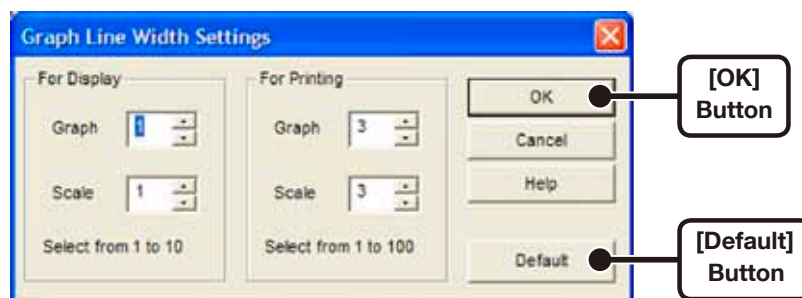 Graph Line Width Settings
For Display
Graph 1
Scale 1
Select from 1 to 10
For Printing
Graph 3
Scale 3
Select from 1 to 100
OK
Cancel
Help
Default
[OK]
Button
[Default]
Button